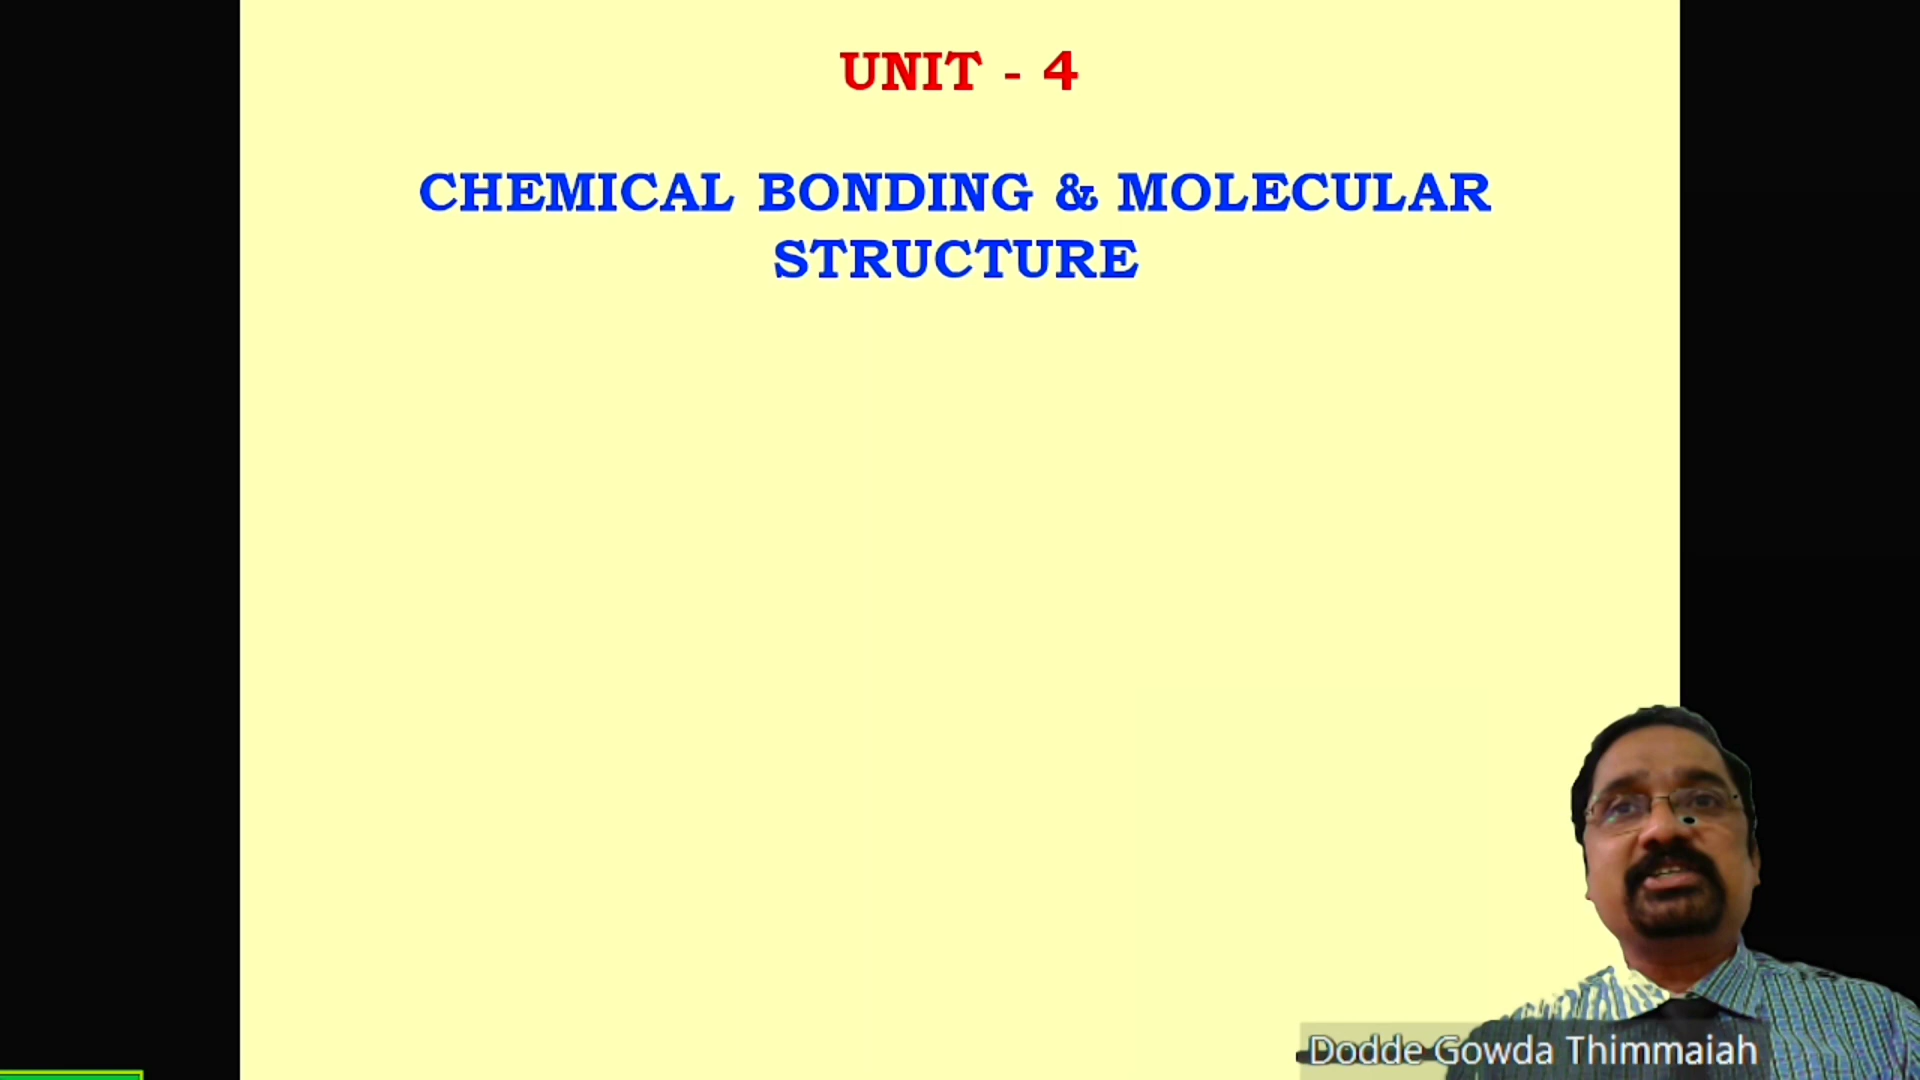 UNIT - 4
CHEMICAL BONDING & MOLECULAR
STRUCTURE
Dodde Gowda Thimmaiah